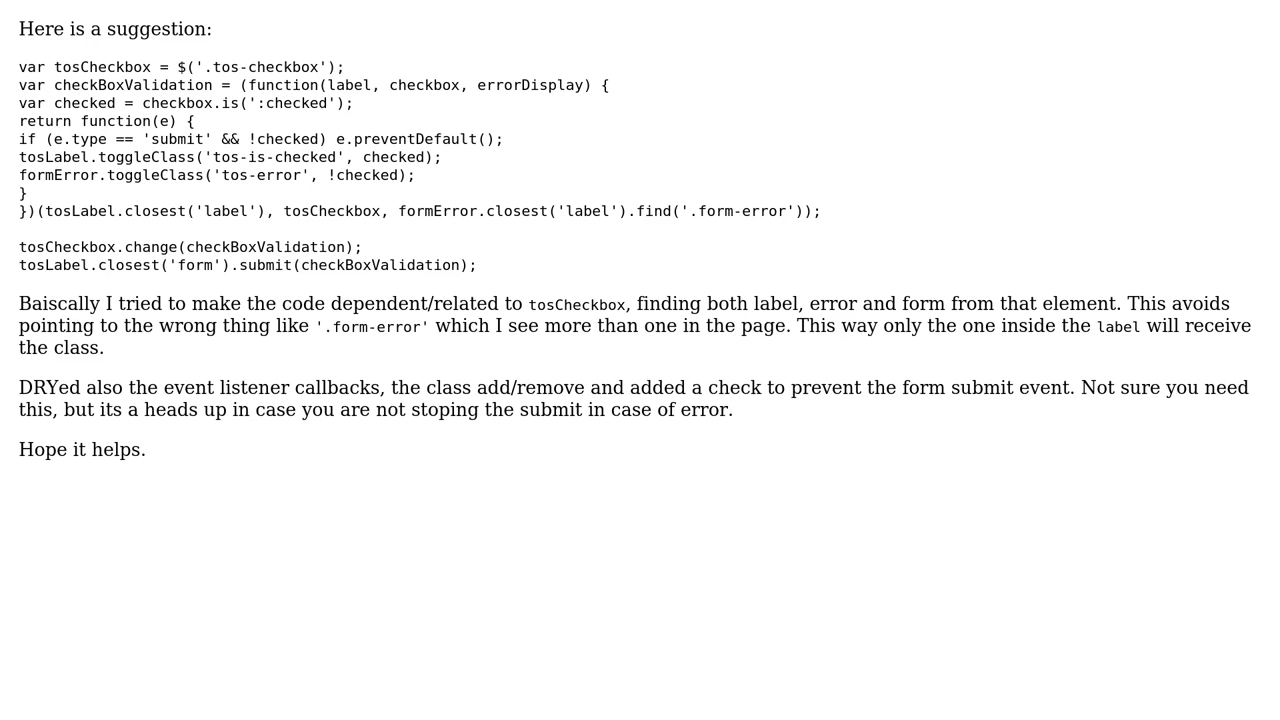 Here is a suggestion:
var tosCheckbox = $('.tos-checkbox');
var checkBoxValidation = (function(label, checkbox, errorDisplay) {
var checked = checkbox.is(':checked');
return function(e) {
if (e.type == 'submit' && !checked) e.preventDefault();
tosLabel.toggleClass('tos-is-checked', checked);
formError.toggleClass('tos-error', !checked);
}
})(tosLabel.closest('label'), tosCheckbox, formError.closest('label').find('.form-error'));
tosCheckbox.change(checkBoxValidation);
tosLabel.closest('form').submit(checkBoxValidation);
Baiscally I tried to make the code dependent/related to tosCheckbox, finding both label, error and form from that element. This avoids
pointing to the wrong thing like '.form-error' which I see more than one in the page. This way only the one inside the label will receive
the class.
DRYed also the event listener callbacks, the class add/remove and added a check to prevent the form submit event. Not sure you need
this, but its a heads up in case you are not stoping the submit in case of error.
Hope it helps.